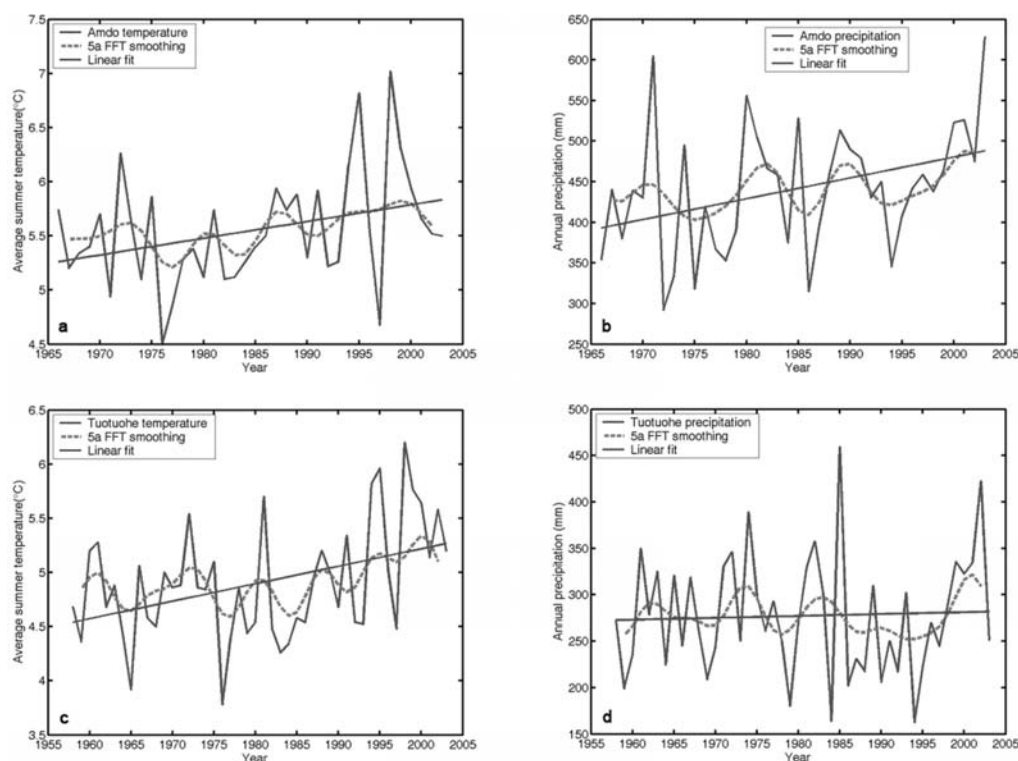 7.5
Amdo temperature
5a FFT smoothing
Linear fit
7
6.5
6
5.5
5
4.5
Average summer temperature(°C)
a
1965 1970 1975 1980 1985 1990 1995 2000 2005
Year
650
Amdo precipitation
5a FFT smoothing
Linear fit
600
550
500
450
400
350
300
250
Annual precipitation (mm)
b
1965 1970 1975 1980 1985 1990 1995 2000 2005
Year
6.5
Tuotuohe temperature
5a FFT smoothing
Linear fit
6
5.5
5
4.5
4
3.5
Average summer temperature(°C)
c
1955 1960 1965 1970 1975 1980 1985 1990 1995 2000 2005
Year
500
Tuotuohe precipitation
5a FFT smoothing
Linear fit
450
400
350
300
250
200
150
Annual precipitation (mm)
d
1955 1960 1965 1970 1975 1980 1985 1990 1995 2000 2005
Year